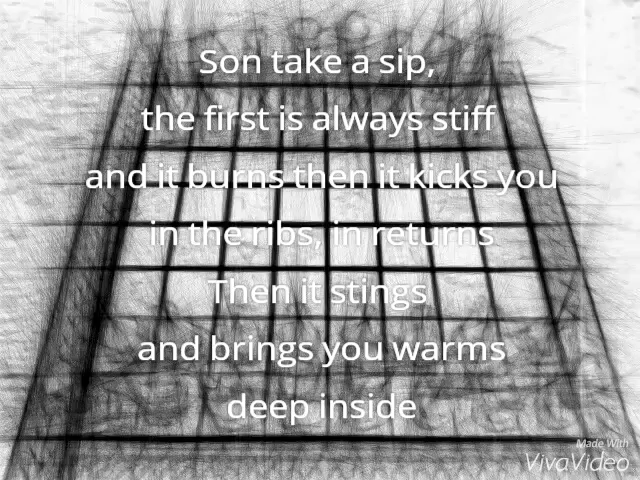 Son take a sip,
the first is always stiff
and it burns then it kicks you
in the ribs, in returns
Then it stings
and brings you warms
deep inside
Made With
VivaVideo